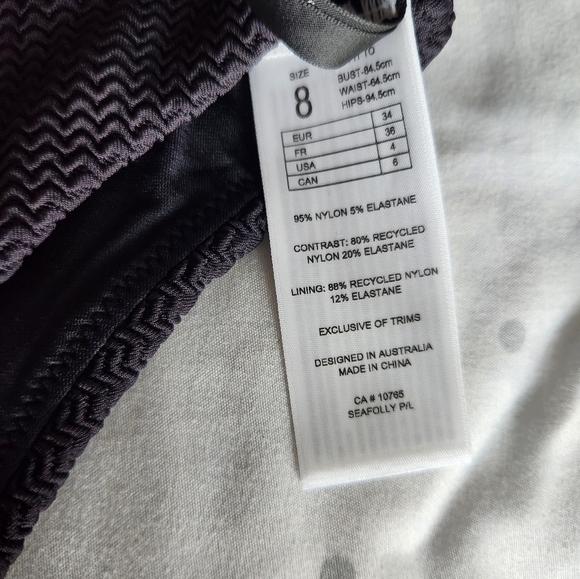 TO
SIZE
8
BUST-84.5cm
WAIST-64.5cm
HIPS-94.5cm
EUR 34
FR 36
USA 4
CAN 6
95% NYLON 5% ELASTANE
CONTRAST: 80% RECYCLED
NYLON 20% ELASTANE
LINING: 88% RECYCLED NYLON
12% ELASTANE
EXCLUSIVE OF TRIMS
DESIGNED IN AUSTRALIA
MADE IN CHINA
CA # 10765
SEAFOLLY P/L